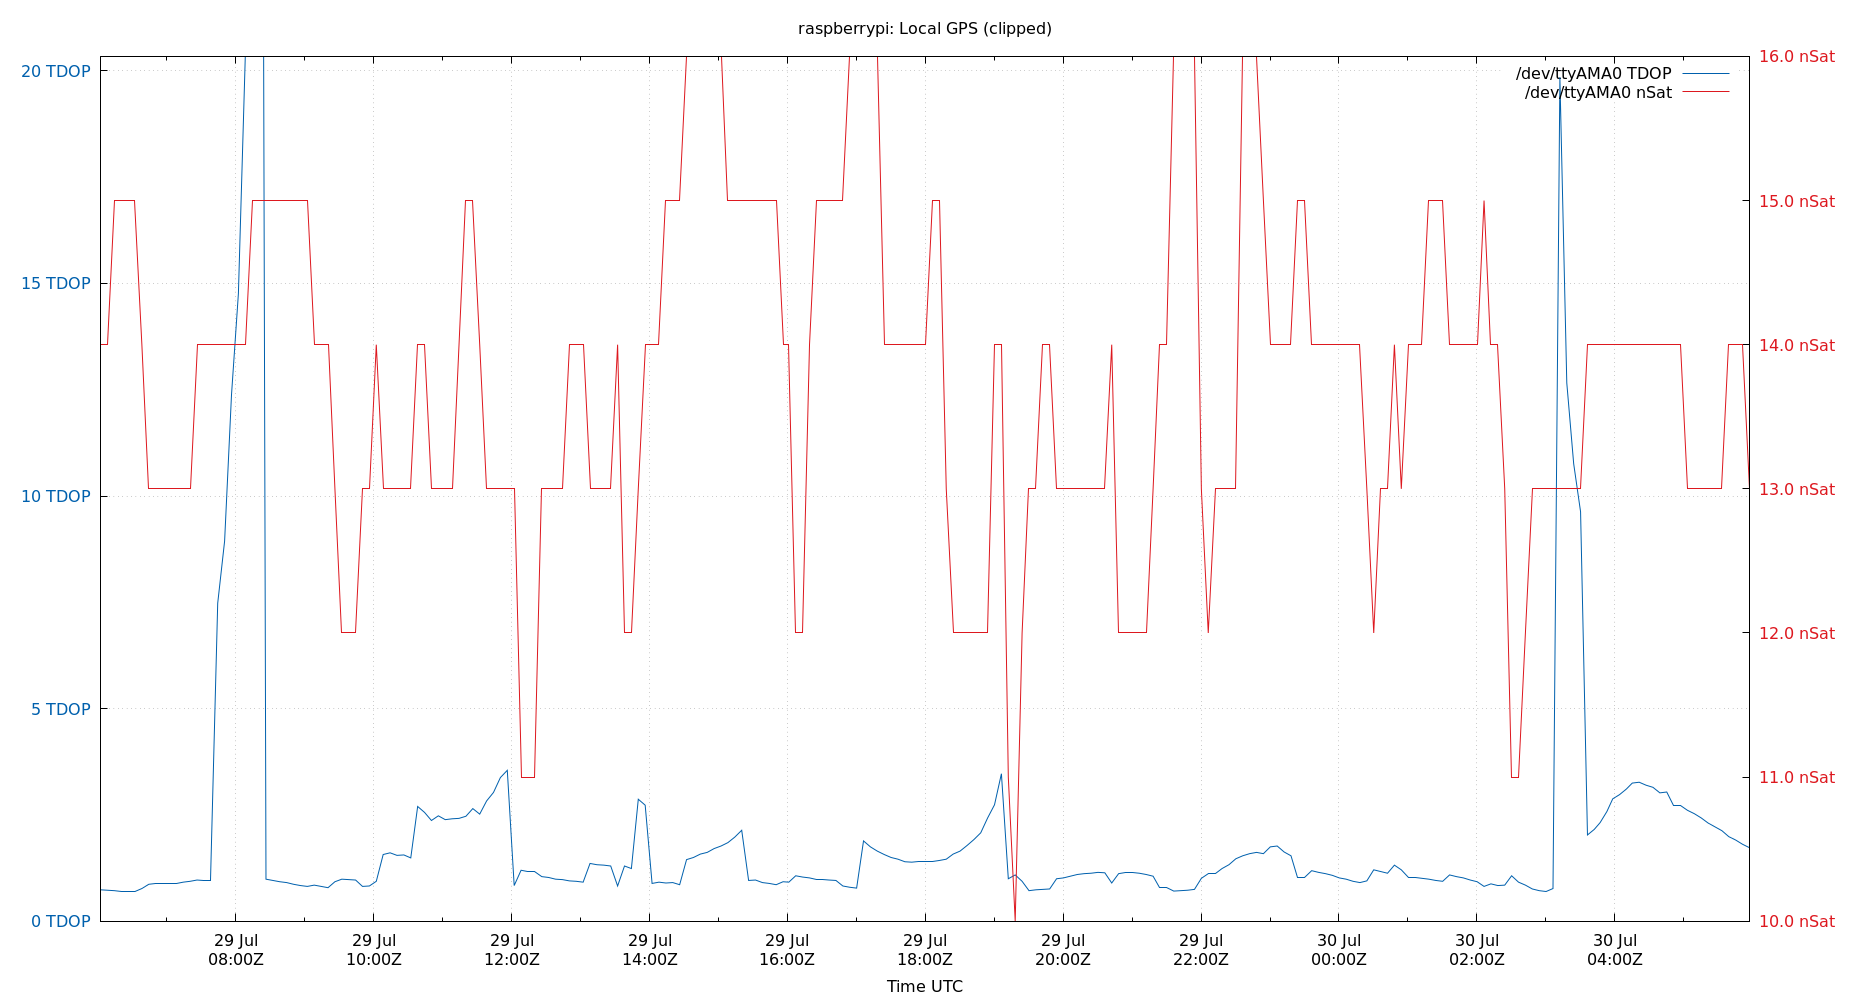 raspberrypi: Local GPS (clipped)
20 TDOP
15 TDOP
10 TDOP
5 TDOP
0 TDOP
16.0 nSat
15.0 nSat
14.0 nSat
13.0 nSat
12.0 nSat
11.0 nSat
10.0 nSat
/dev/ttyAMA0 TDOP
/dev/ttyAMA0 nSat
29 Jul
08:00Z
29 Jul
10:00Z
29 Jul
12:00Z
29 Jul
14:00Z
29 Jul
16:00Z
29 Jul
18:00Z
29 Jul
20:00Z
29 Jul
22:00Z
30 Jul
00:00Z
30 Jul
02:00Z
30 Jul
04:00Z
Time UTC